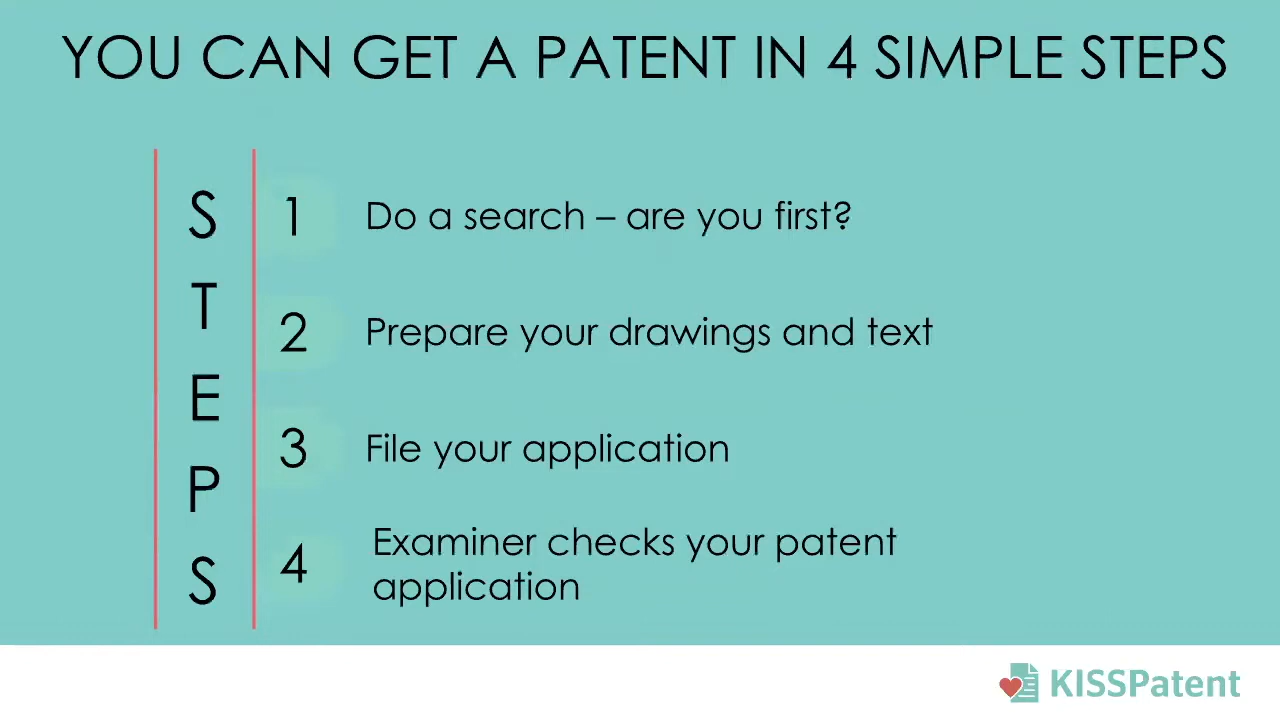 YOU CAN GET A PATENT IN 4 SIMPLE STEPS
STEPS
1 Do a search – are you first?
2 Prepare your drawings and text
3 File your application
4 Examiner checks your patent
application
KISSPatent